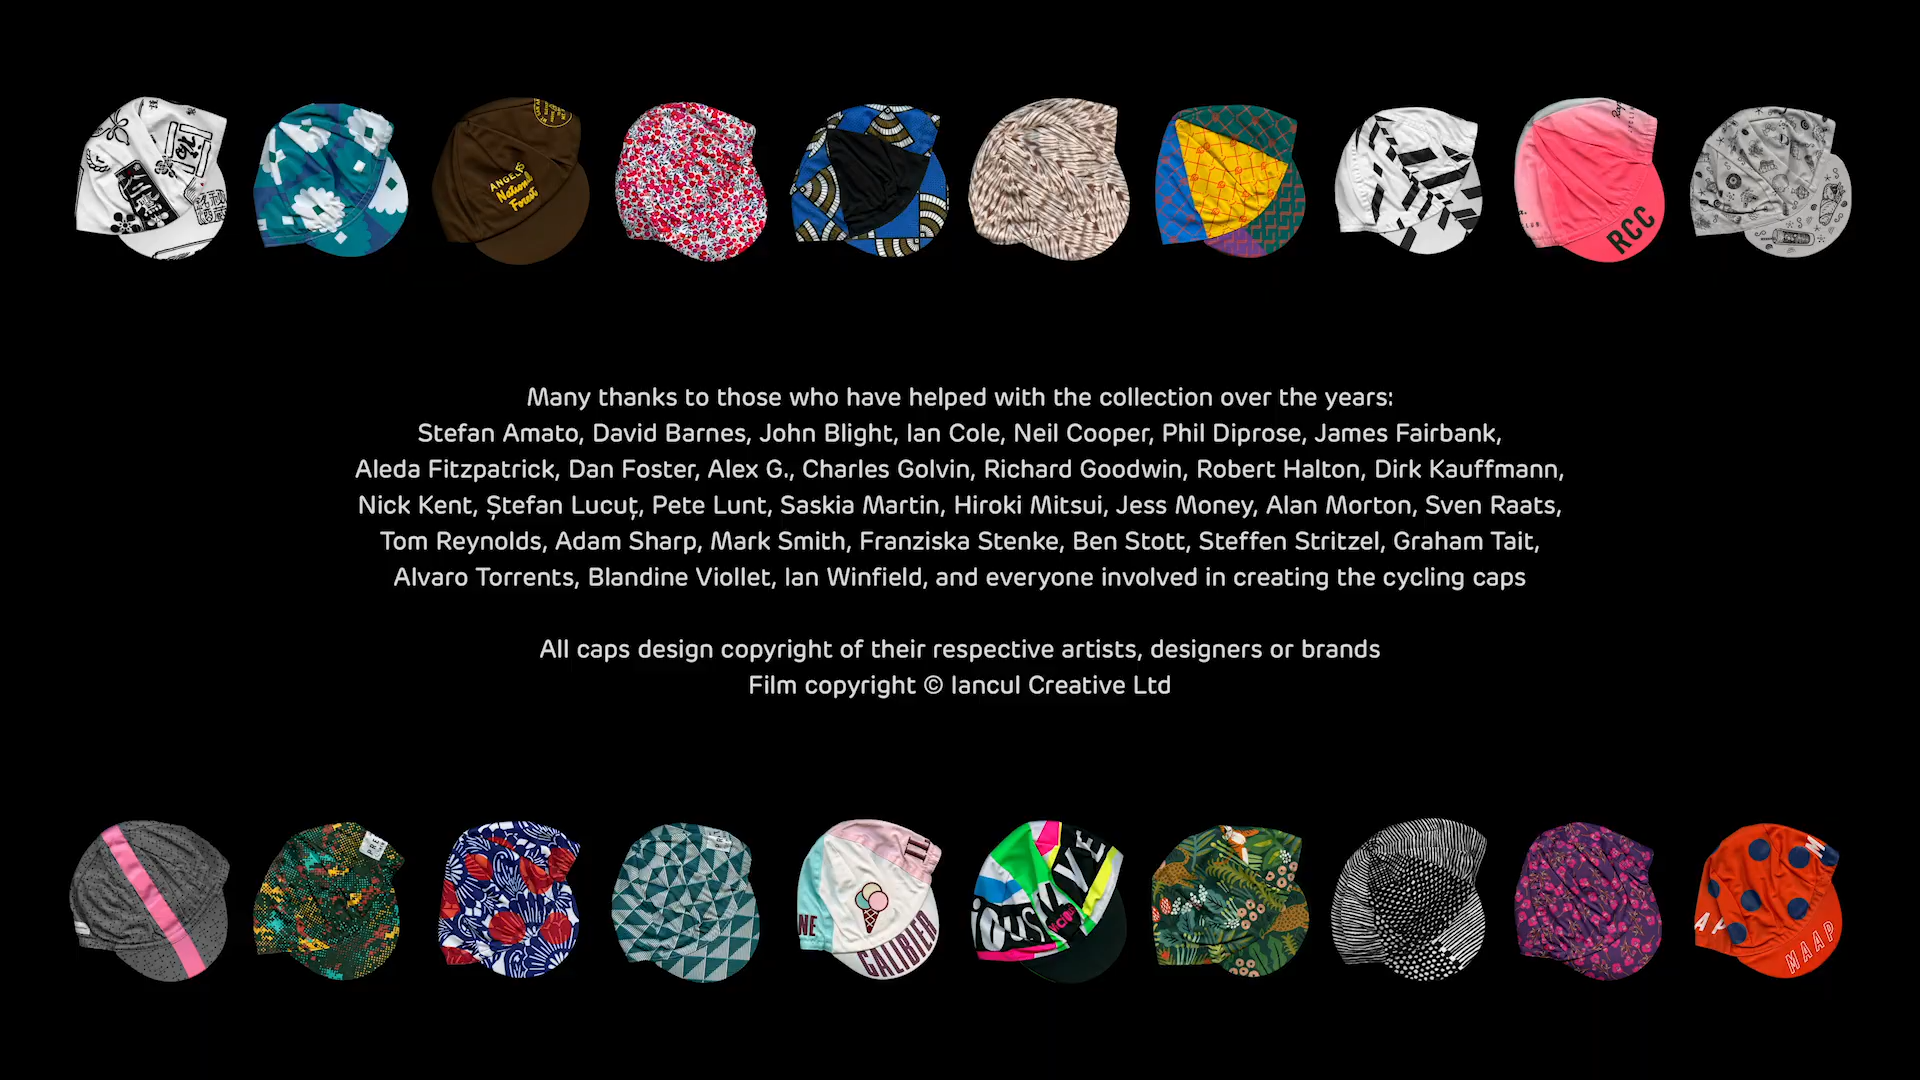 ANGELES
National
Forest
RCC
Many thanks to those who have helped with the collection over the years:
Stefan Amato, David Barnes, John Blight, Ian Cole, Neil Cooper, Phil Diprose, James Fairbank,
Aleda Fitzpatrick, Dan Foster, Alex G., Charles Golvin, Richard Goodwin, Robert Halton, Dirk Kauffmann,
Nick Kent, Ștefan Lucuț, Pete Lunt, Saskia Martin, Hiroki Mitsui, Jess Money, Alan Morton, Sven Raats,
Tom Reynolds, Adam Sharp, Mark Smith, Franziska Stenke, Ben Stott, Steffen Stritzel, Graham Tait,
Alvaro Torrents, Blandine Viollet, Ian Winfield, and everyone involved in creating the cycling caps
All caps design copyright of their respective artists, designers or brands
Film copyright © Iancul Creative Ltd
NE
GALIBIER
MAAP